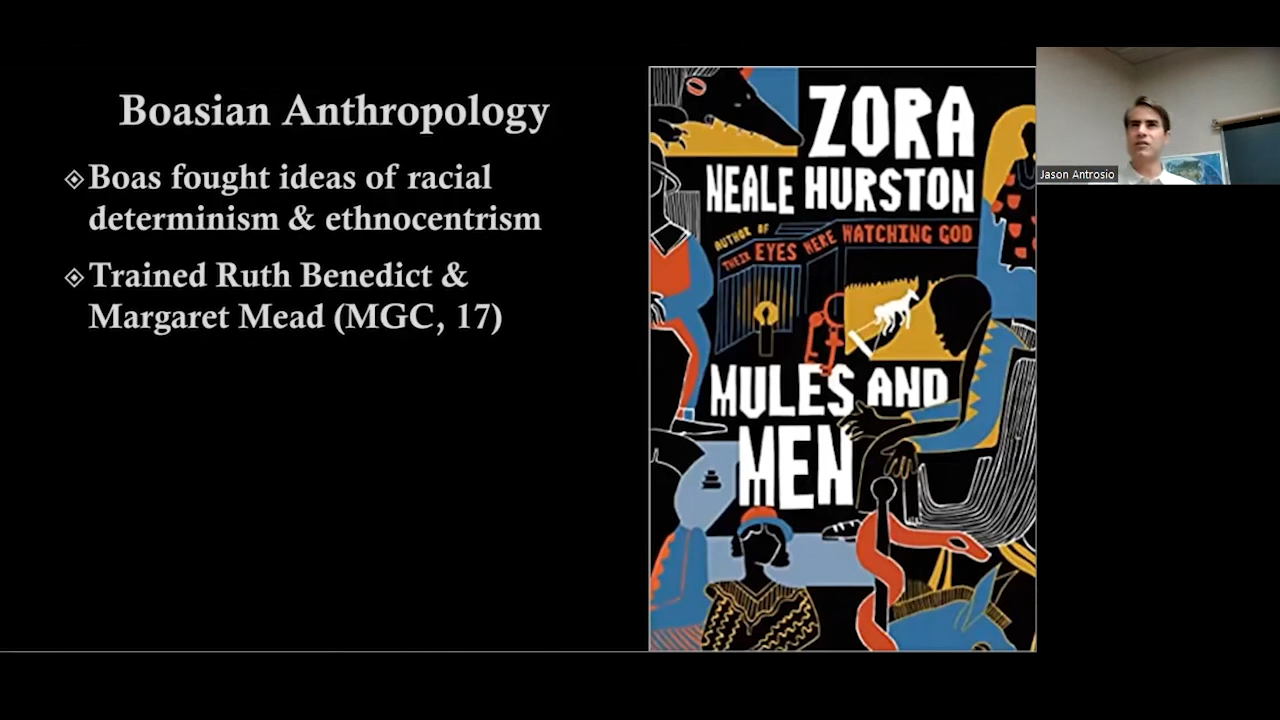 Boasian Anthropology
Boas fought ideas of racial
determinism & ethnocentrism
Trained Ruth Benedict &
Margaret Mead (MGC, 17)
ZORA
NEALE HURSTON
AUTHOR OF
THEIR EYES WERE WATCHING GOD
MULES AND
MEN
Jason Antrosio